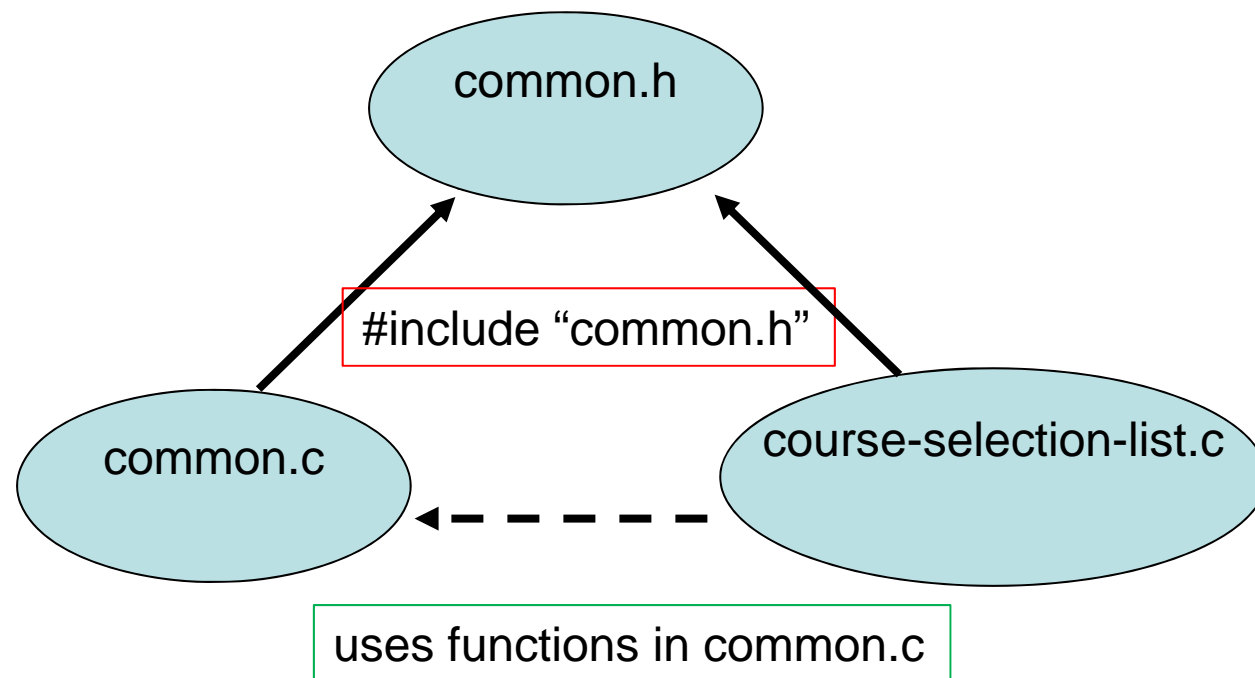 common.h
#include “common.h”
common.c
course-selection-list.c
uses functions in common.c